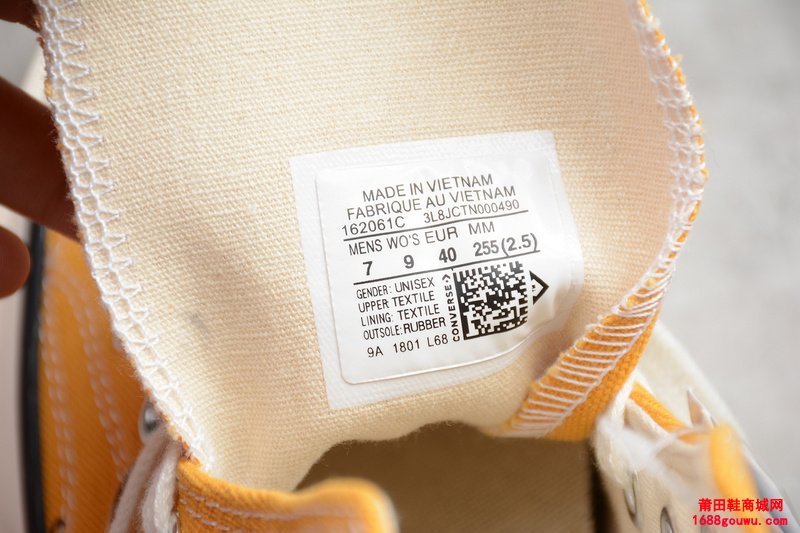 MADE IN VIETNAM
FABRIQUE AU VIETNAM
162061C 3L8JCTN000490
MENS WO'S EUR MM
7 9 40 255(2.5)
GENDER: UNISEX
UPPER: TEXTILE
LINING: TEXTILE
OUTSOLE: RUBBER
CONVERSE
9A 1801 L68
莆田鞋商城网
1688gouwu.com